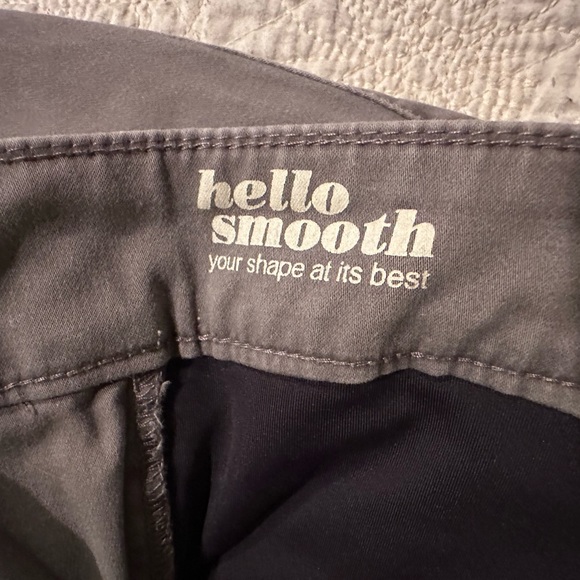 hello
smooth
your shape at its best